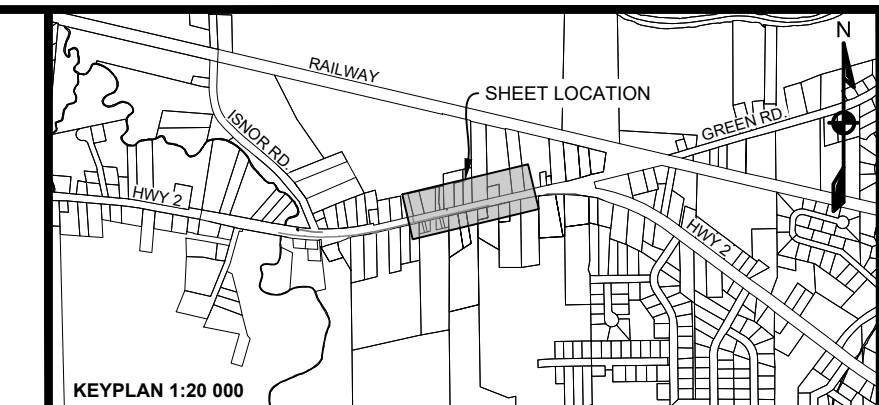 N
RAILWAY
SHEET LOCATION
GREEN RD.
ISNOR RD.
HWY 2
HWY 2
KEYPLAN 1:20 000